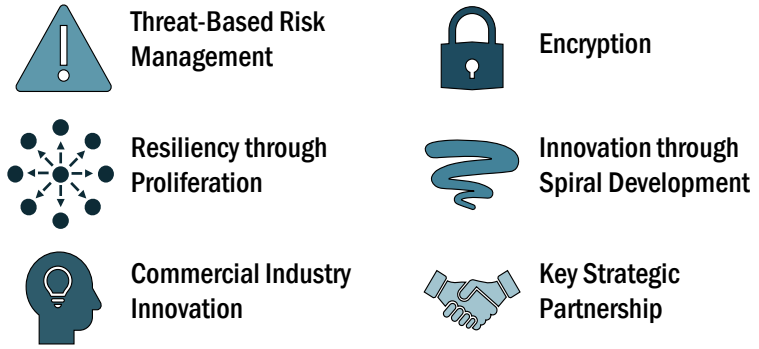 Threat-Based Risk
Management
Encryption
Resiliency through
Proliferation
Innovation through
Spiral Development
Commercial Industry
Innovation
Key Strategic
Partnership